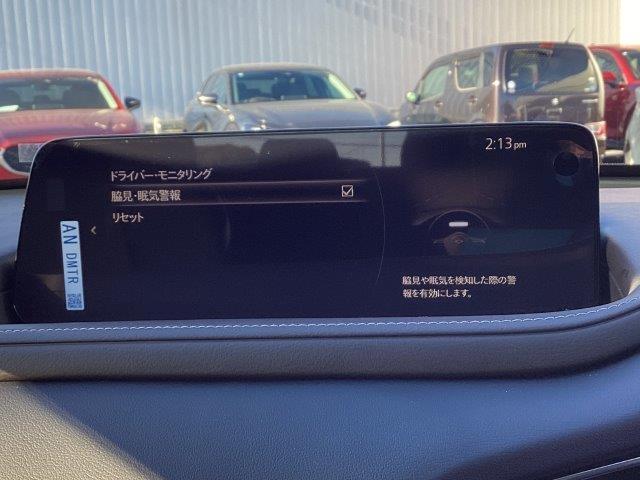 2:13pm
ドライバー・モニタリング
脇見・眠気警報
リセット
脇見や眠気を検知した際の警
報を有効にします。
AN DMTR